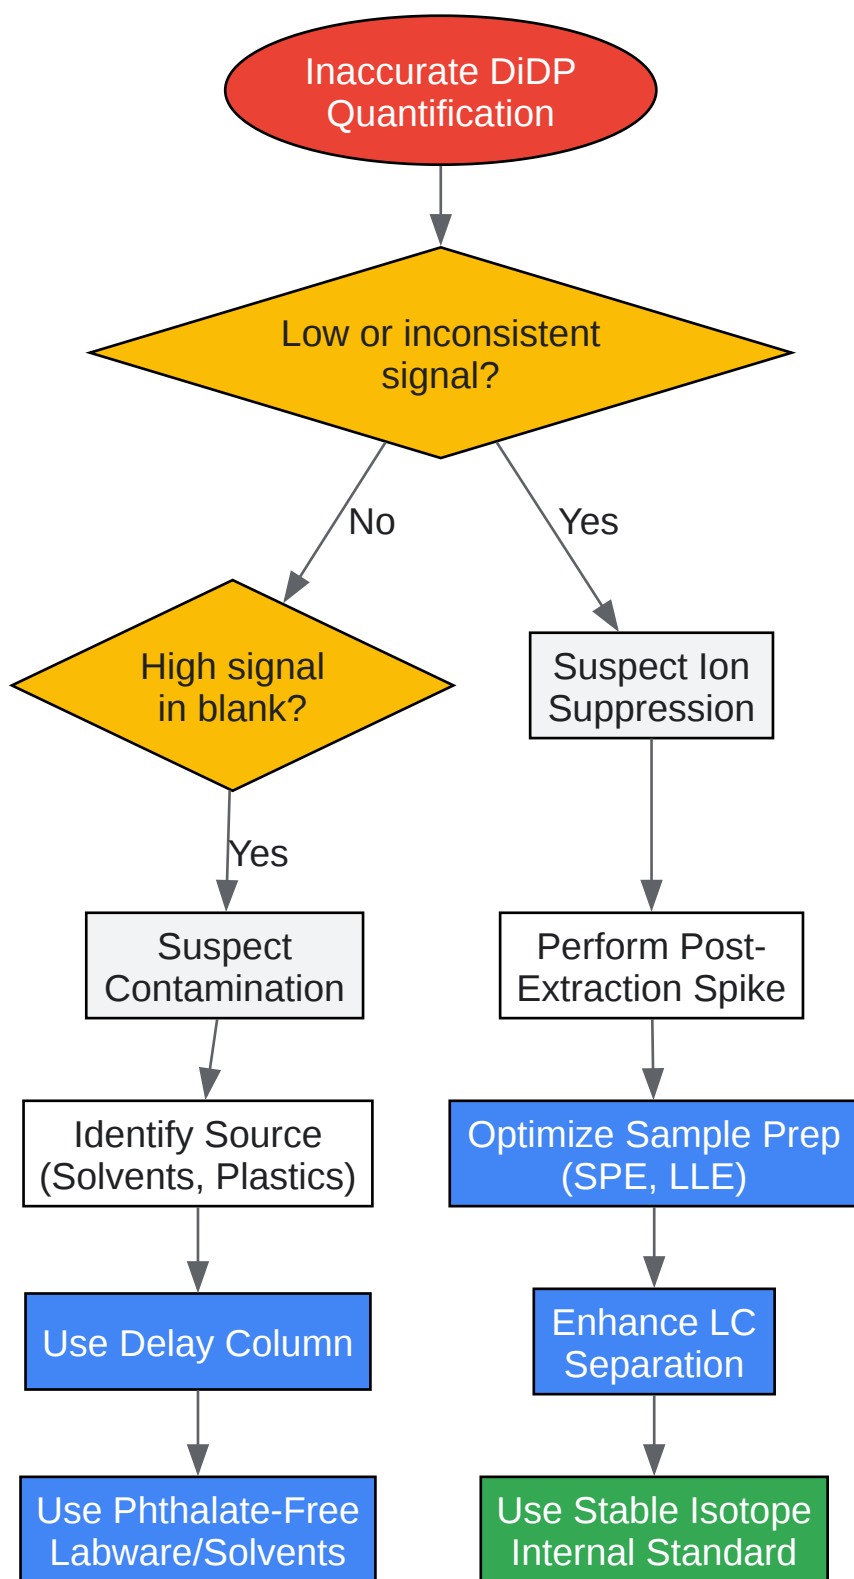 Inaccurate DiDP
Quantification
Low or inconsistent
signal?
No
Yes
High signal
in blank?
Suspect Ion
Suppression
Yes
Suspect
Contamination
Perform Post-
Extraction Spike
Identify Source
(Solvents, Plastics)
Optimize Sample Prep
(SPE, LLE)
Use Delay Column
Enhance LC
Separation
Use Phthalate-Free
Labware/Solvents
Use Stable Isotope
Internal Standard